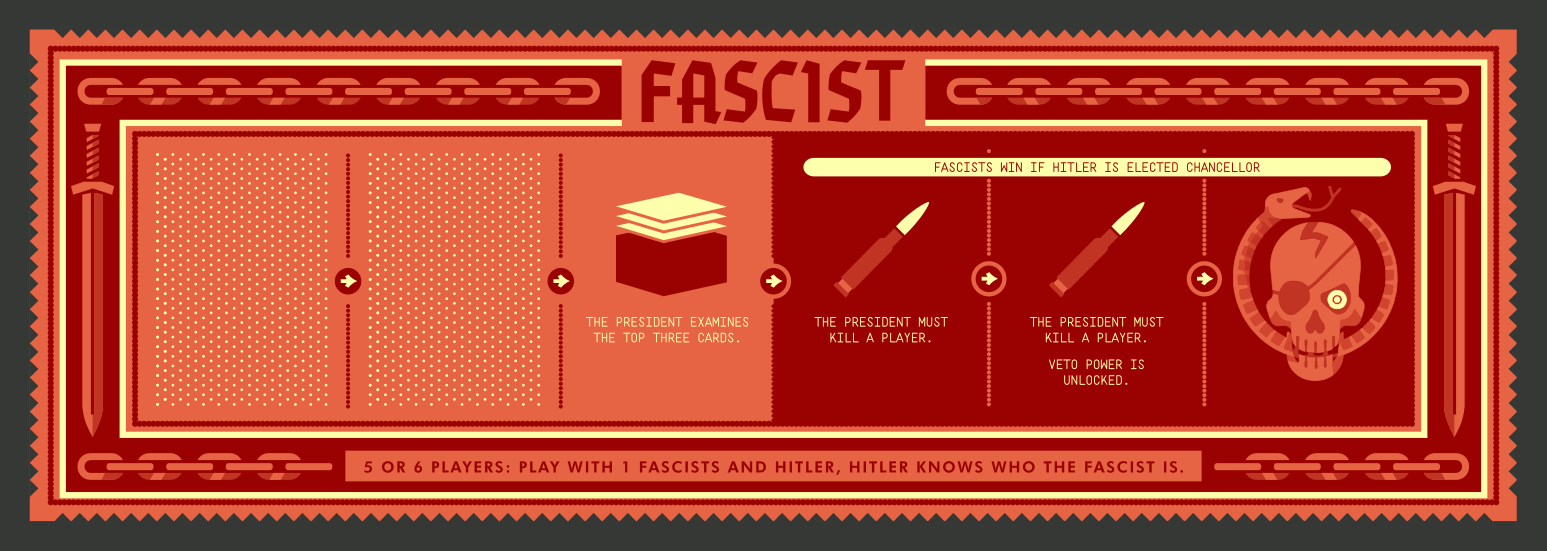 FASCIST
FASCISTS WIN IF HITLER IS ELECTED CHANCELLOR
THE PRESIDENT EXAMINES
THE TOP THREE CARDS.
THE PRESIDENT MUST
KILL A PLAYER.
THE PRESIDENT MUST
KILL A PLAYER.
VETO POWER IS
UNLOCKED.
5 OR 6 PLAYERS: PLAY WITH 1 FASCISTS AND HITLER, HITLER KNOWS WHO THE FASCIST IS.